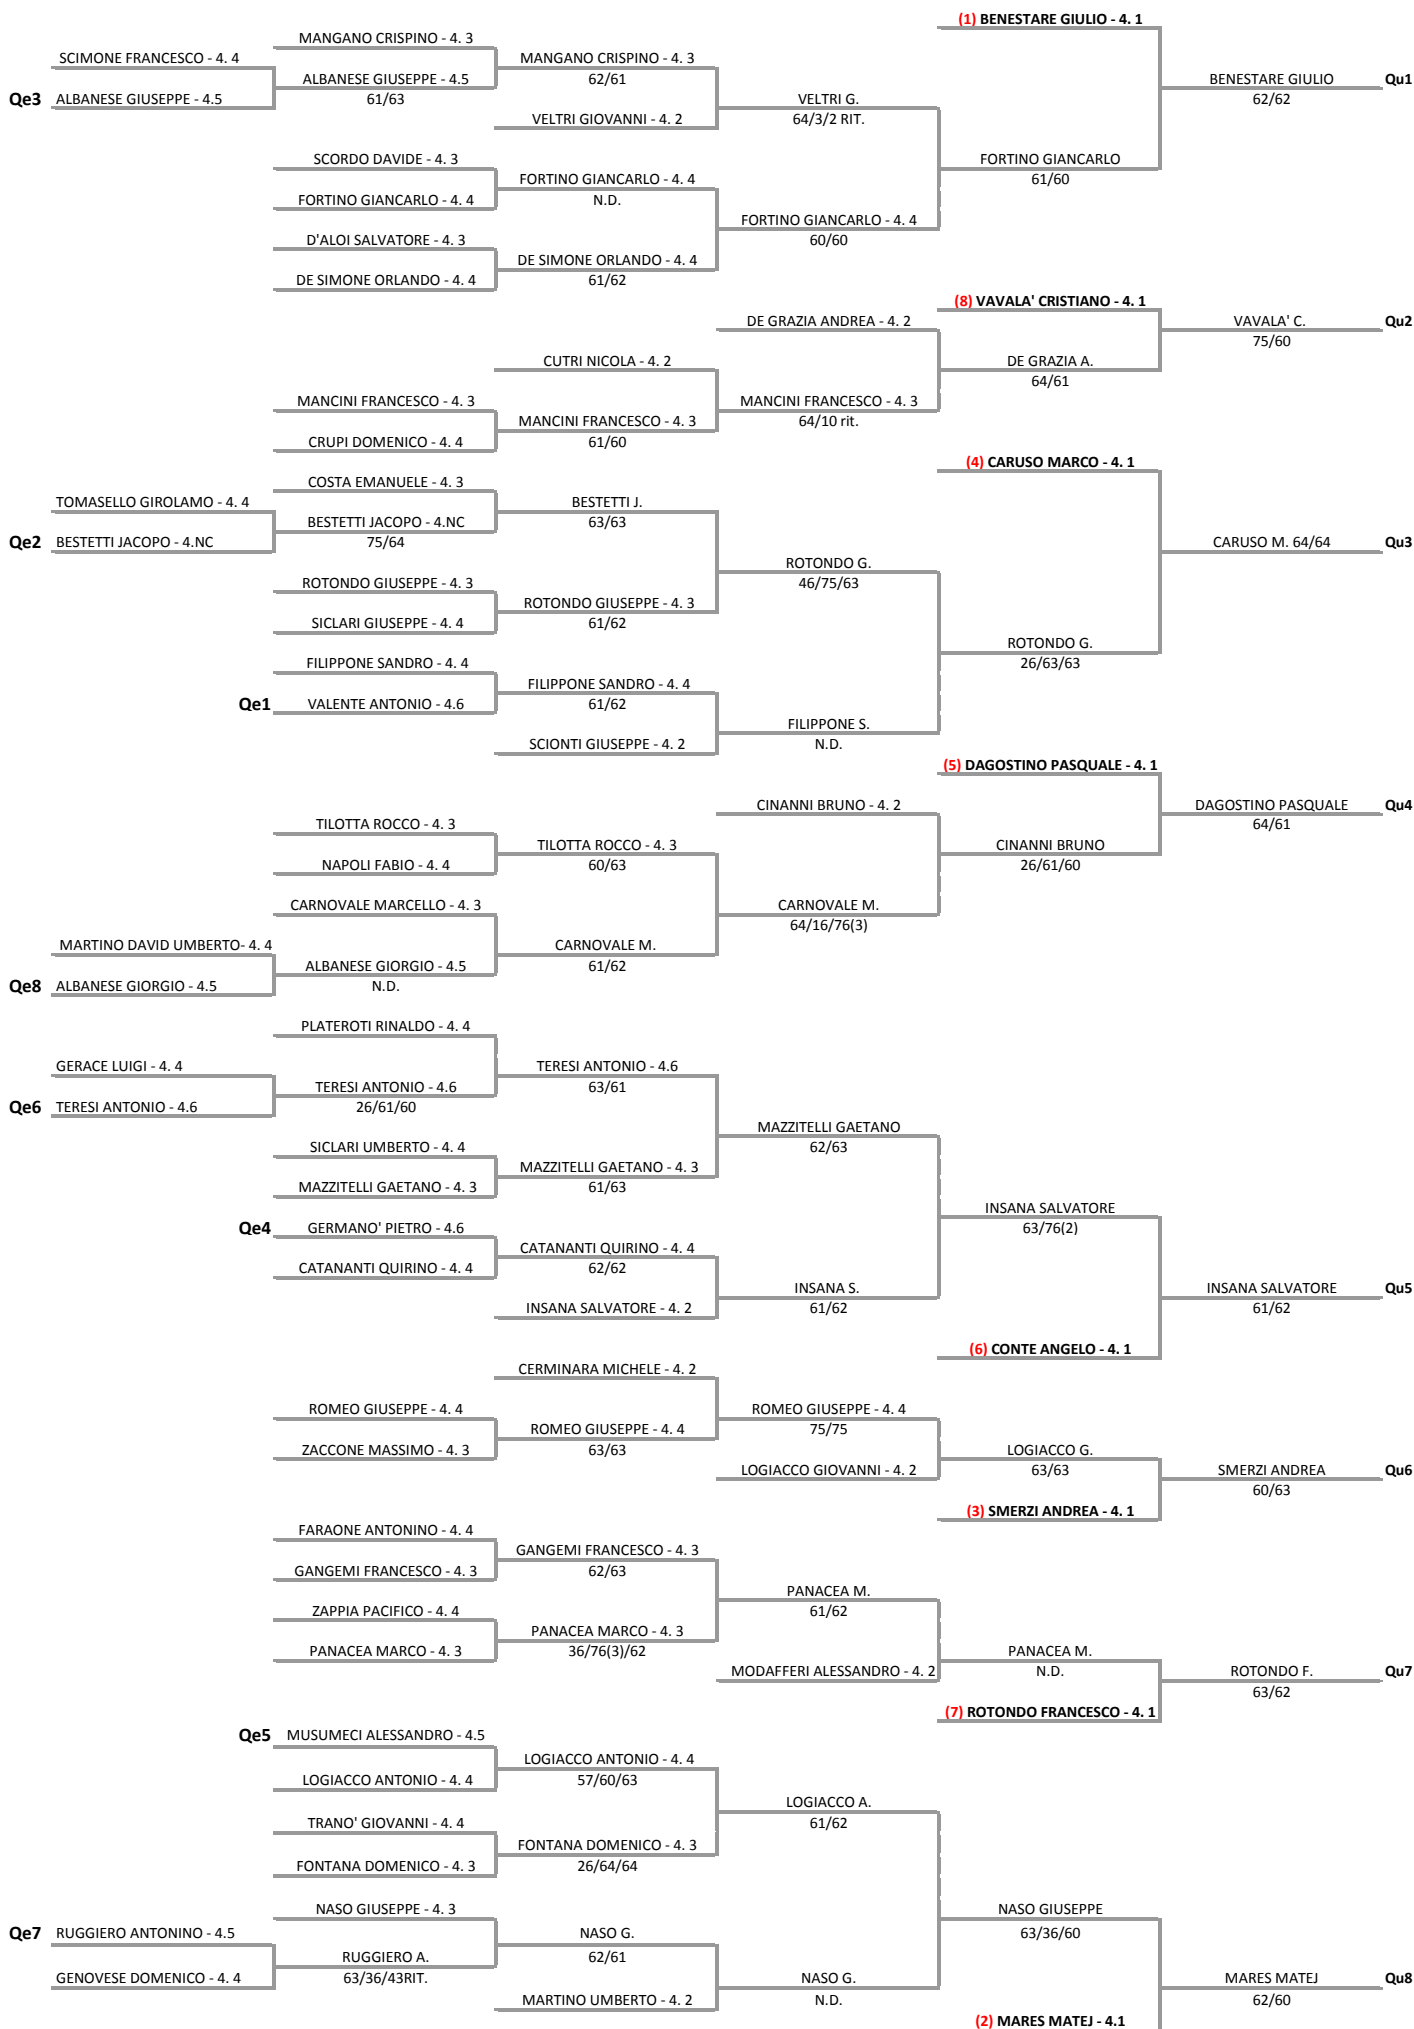 (1) BENESTARE GIULIO - 4. 1
MANGANO CRISPINO - 4. 3
SCIMONE FRANCESCO - 4. 4
MANGANO CRISPINO - 4. 3
62/61
ALBANESE GIUSEPPE - 4.5
61/63
BENESTARE GIULIO
62/62
Qu1
Qe3
ALBANESE GIUSEPPE - 4.5
VELTRI G.
64/3/2 RIT.
VELTRI GIOVANNI - 4. 2
SCORDO DAVIDE - 4. 3
FORTINO GIANCARLO
61/60
FORTINO GIANCARLO - 4. 4
N.D.
FORTINO GIANCARLO - 4. 4
FORTINO GIANCARLO - 4. 4
60/60
D'ALOI SALVATORE - 4. 3
DE SIMONE ORLANDO - 4. 4
61/62
DE SIMONE ORLANDO - 4. 4
(8) VAVALA' CRISTIANO - 4. 1
DE GRAZIA ANDREA - 4. 2
VAVALA' C.
75/60
Qu2
CUTRI NICOLA - 4. 2
DE GRAZIA A.
64/61
MANCINI FRANCESCO - 4. 3
MANCINI FRANCESCO - 4. 3
64/10 rit.
MANCINI FRANCESCO - 4. 3
61/60
CRUPI DOMENICO - 4. 4
(4) CARUSO MARCO - 4. 1
COSTA EMANUELE - 4. 3
TOMASELLO GIROLAMO - 4. 4
BESTETTI J.
63/63
BESTETTI JACOPO - 4.NC
75/64
Qe2
BESTETTI JACOPO - 4.NC
CARUSO M. 64/64
Qu3
ROTONDO G.
46/75/63
ROTONDO GIUSEPPE - 4. 3
ROTONDO GIUSEPPE - 4. 3
61/62
SICLARI GIUSEPPE - 4. 4
ROTONDO G.
26/63/63
FILIPPONE SANDRO - 4. 4
FILIPPONE SANDRO - 4. 4
61/62
Qe1
VALENTE ANTONIO - 4.6
FILIPPONE S.
N.D.
SCIONTI GIUSEPPE - 4. 2
(5) DAGOSTINO PASQUALE - 4. 1
CINANNI BRUNO - 4. 2
DAGOSTINO PASQUALE
64/61
Qu4
TILOTTA ROCCO - 4. 3
TILOTTA ROCCO - 4. 3
60/63
CINANNI BRUNO
26/61/60
NAPOLI FABIO - 4. 4
CARNOVALE MARCELLO - 4. 3
CARNOVALE M.
64/16/76(3)
MARTINO DAVID UMBERTO- 4. 4
CARNOVALE M.
61/62
ALBANESE GIORGIO - 4.5
N.D.
Qe8
ALBANESE GIORGIO - 4.5
PLATEROTI RINALDO - 4. 4
GERACE LUIGI - 4. 4
TERESI ANTONIO - 4.6
63/61
TERESI ANTONIO - 4.6
26/61/60
Qe6
TERESI ANTONIO - 4.6
MAZZITELLI GAETANO
62/63
SICLARI UMBERTO - 4. 4
MAZZITELLI GAETANO - 4. 3
61/63
MAZZITELLI GAETANO - 4. 3
INSANA SALVATORE
63/76(2)
Qe4
GERMANO' PIETRO - 4.6
CATANANTI QUIRINO - 4. 4
62/62
CATANANTI QUIRINO - 4. 4
INSANA S.
61/62
INSANA SALVATORE
61/62
Qu5
INSANA SALVATORE - 4. 2
(6) CONTE ANGELO - 4. 1
CERMINARA MICHELE - 4. 2
ROMEO GIUSEPPE - 4. 4
ROMEO GIUSEPPE - 4. 4
75/75
ROMEO GIUSEPPE - 4. 4
63/63
ZACCONE MASSIMO - 4. 3
LOGIACCO G.
63/63
LOGIACCO GIOVANNI - 4. 2
SMERZI ANDREA
60/63
Qu6
(3) SMERZI ANDREA - 4. 1
FARAONE ANTONINO - 4. 4
GANGEMI FRANCESCO - 4. 3
62/63
GANGEMI FRANCESCO - 4. 3
PANACEA M.
61/62
ZAPPIA PACIFICO - 4. 4
PANACEA MARCO - 4. 3
36/76(3)/62
PANACEA MARCO - 4. 3
PANACEA M.
N.D.
MODAFFERI ALESSANDRO - 4. 2
ROTONDO F.
63/62
Qu7
(7) ROTONDO FRANCESCO - 4. 1
Qe5
MUSUMECI ALESSANDRO - 4.5
LOGIACCO ANTONIO - 4. 4
57/60/63
LOGIACCO ANTONIO - 4. 4
LOGIACCO A.
61/62
TRANO' GIOVANNI - 4. 4
FONTANA DOMENICO - 4. 3
26/64/64
FONTANA DOMENICO - 4. 3
NASO GIUSEPPE - 4. 3
NASO GIUSEPPE
63/36/60
Qe7
RUGGIERO ANTONINO - 4.5
NASO G.
62/61
RUGGIERO A.
63/36/43RIT.
GENOVESE DOMENICO - 4. 4
NASO G.
N.D.
MARES MATEJ
62/60
Qu8
MARTINO UMBERTO - 4. 2
(2) MARES MATEJ - 4.1